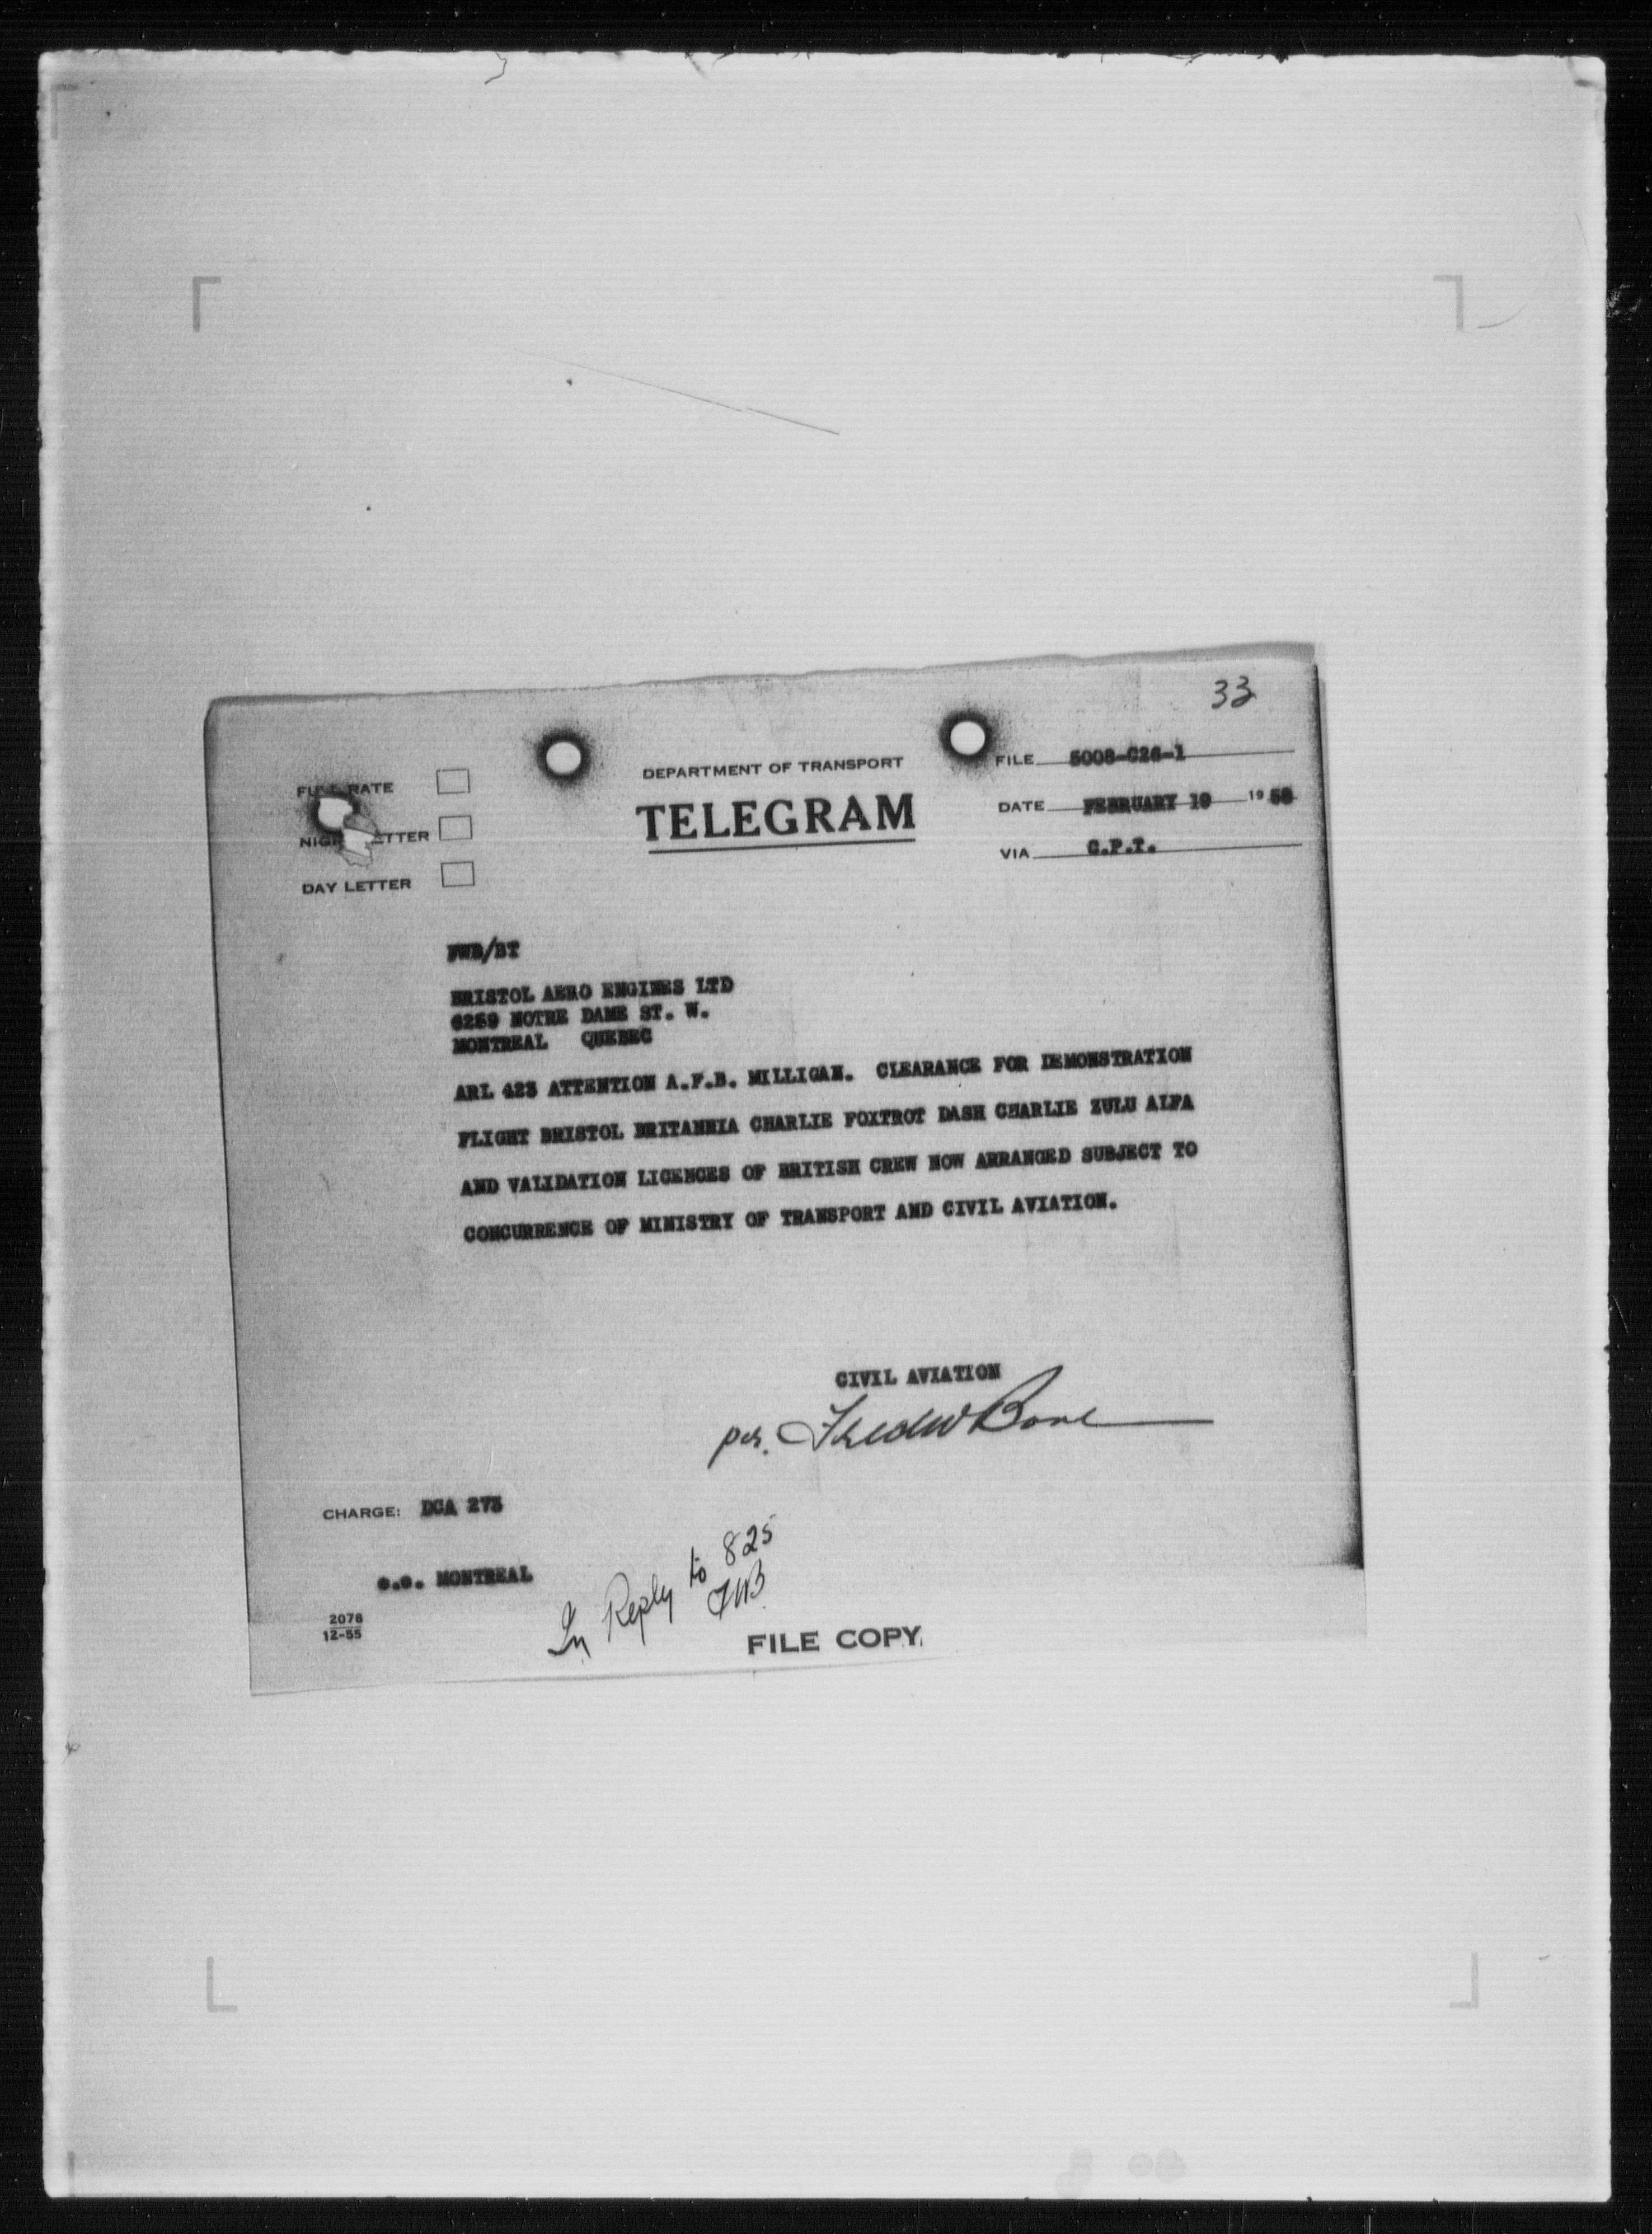 33
DEPARTMENT OF TRANSPORT
TELEGRAM
FULL RATE
LETTER
DAY LETTER
FILE 5008-C26-1
DATE FEBRUARY 19 1958
VIA C.P.T.
FWB/BT
BRISTOL AERO ENGINES LTD
6259 NOTRE DAME ST. W.
MONTREAL QUEBEC
ARL 423 ATTENTION A.F.B. MILLIGAN. CLEARANCE FOR DEMONSTRATION
FLIGHT BRISTOL BRITANNIA CHARLIE FOXTROT DASH CHARLIE ZULU ALFA
AND VALIDATION LICENCES OF BRITISH CREW NOW ARRANGED SUBJECT TO
CONCURRENCE OF MINISTRY OF TRANSPORT AND CIVIL AVIATION.
CIVIL AVIATION
per.
CHARGE: DCA 273
c.c. MONTREAL
2076
12-55
In Reply to 825
FWB
FILE COPY